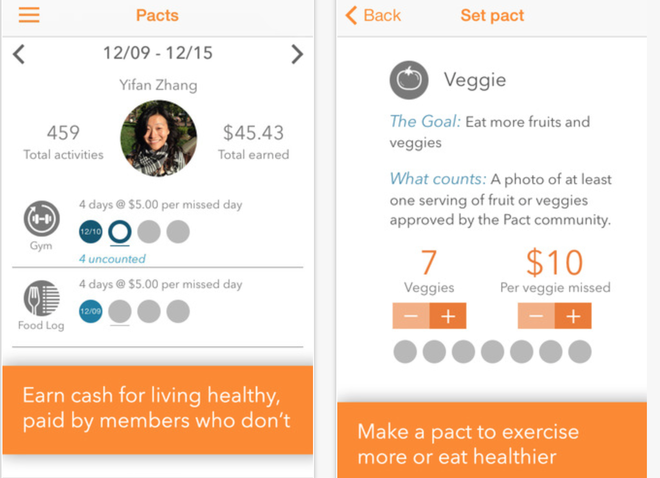 Pacts
12/09 - 12/15
Yifan Zhang
459
Total activities
$45.43
Total earned
4 days @ $5.00 per missed day
12/10
Gym
4 uncounted
4 days @ $5.00 per missed day
12/09
Food Log
Earn cash for living healthy,
paid by members who don't
Back
Set pact
Veggie
The Goal: Eat more fruits and
veggies
What counts: A photo of at least
one serving of fruit or veggies
approved by the Pact community.
7
Veggies
$10
Per veggie missed
− +
− +
Make a pact to exercise
more or eat healthier